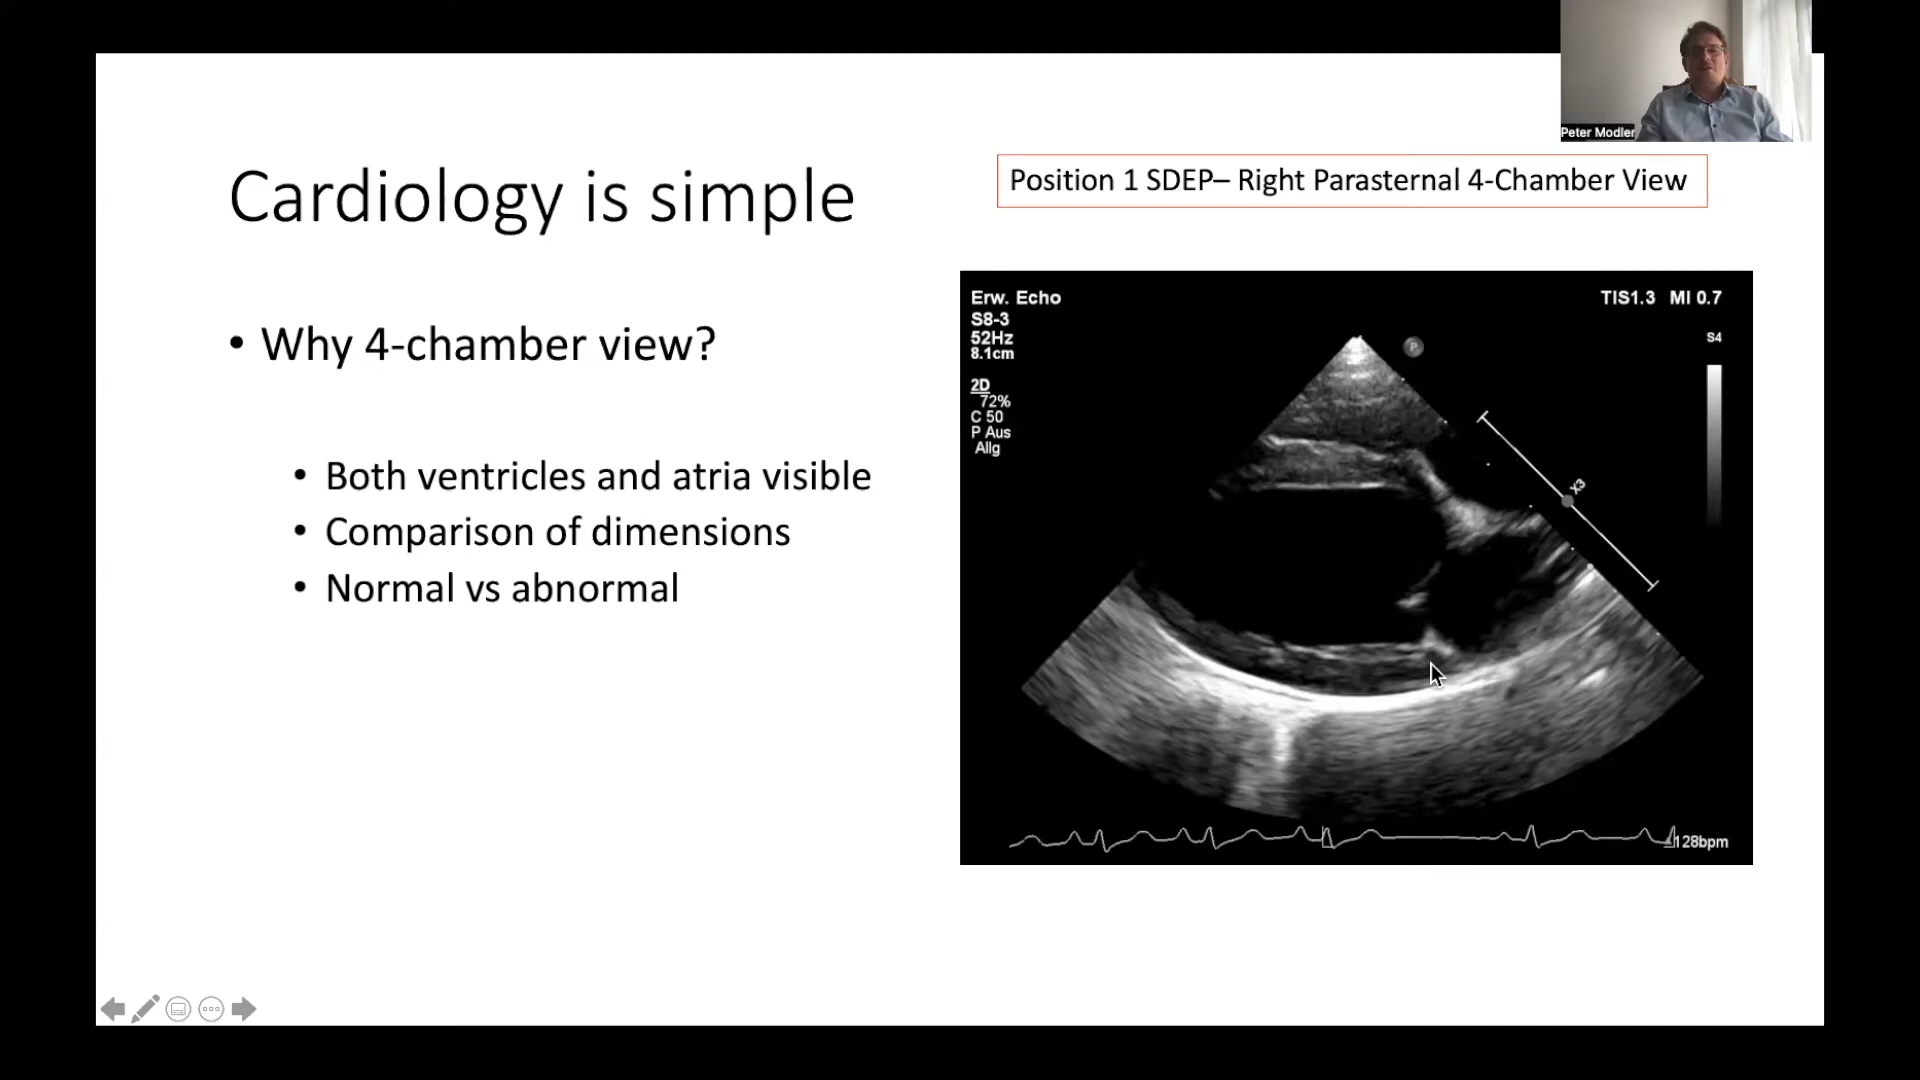 Peter Modler
Cardiology is simple
Position 1 SDEP– Right Parasternal 4-Chamber View
• Why 4-chamber view?
• Both ventricles and atria visible
• Comparison of dimensions
• Normal vs abnormal
Erw. Echo
S8-3
52Hz
8.1cm
2D
72%
C 50
P Aus
Allg
TIS1.3 MI 0.7
S4
P
X3
128bpm